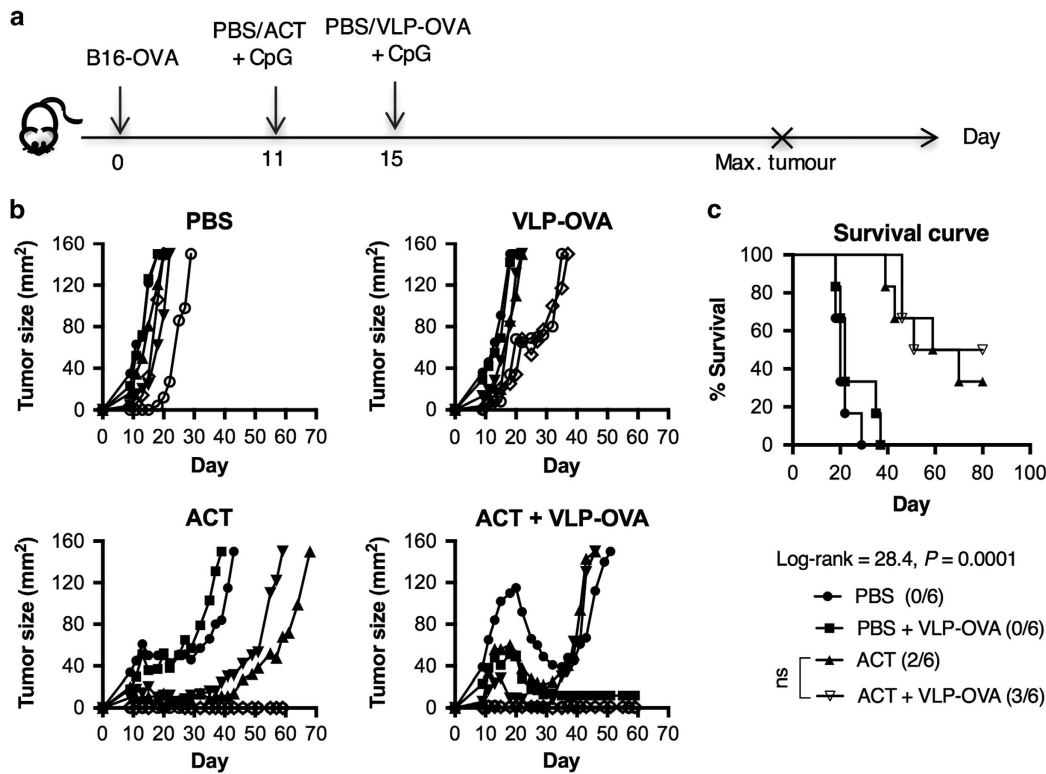 a
B16-OVA
PBS/ACT
+ CpG
PBS/VLP-OVA
+ CpG
Day
0
11
15
Max. tumour
b
PBS
Tumor size (mm²)
160
120
80
40
0
0 10 20 30 40 50 60 70
Day
VLP-OVA
Tumor size (mm²)
160
120
80
40
0
0 10 20 30 40 50 60 70
Day
c
Survival curve
% Survival
100
80
60
40
20
0
0 20 40 60 80 100
Day
ACT
Tumor size (mm²)
160
120
80
40
0
0 10 20 30 40 50 60 70
Day
ACT + VLP-OVA
Tumor size (mm²)
160
120
80
40
0
0 10 20 30 40 50 60 70
Day
Log-rank = 28.4, P = 0.0001
PBS (0/6)
PBS + VLP-OVA (0/6)
ns
ACT (2/6)
ACT + VLP-OVA (3/6)